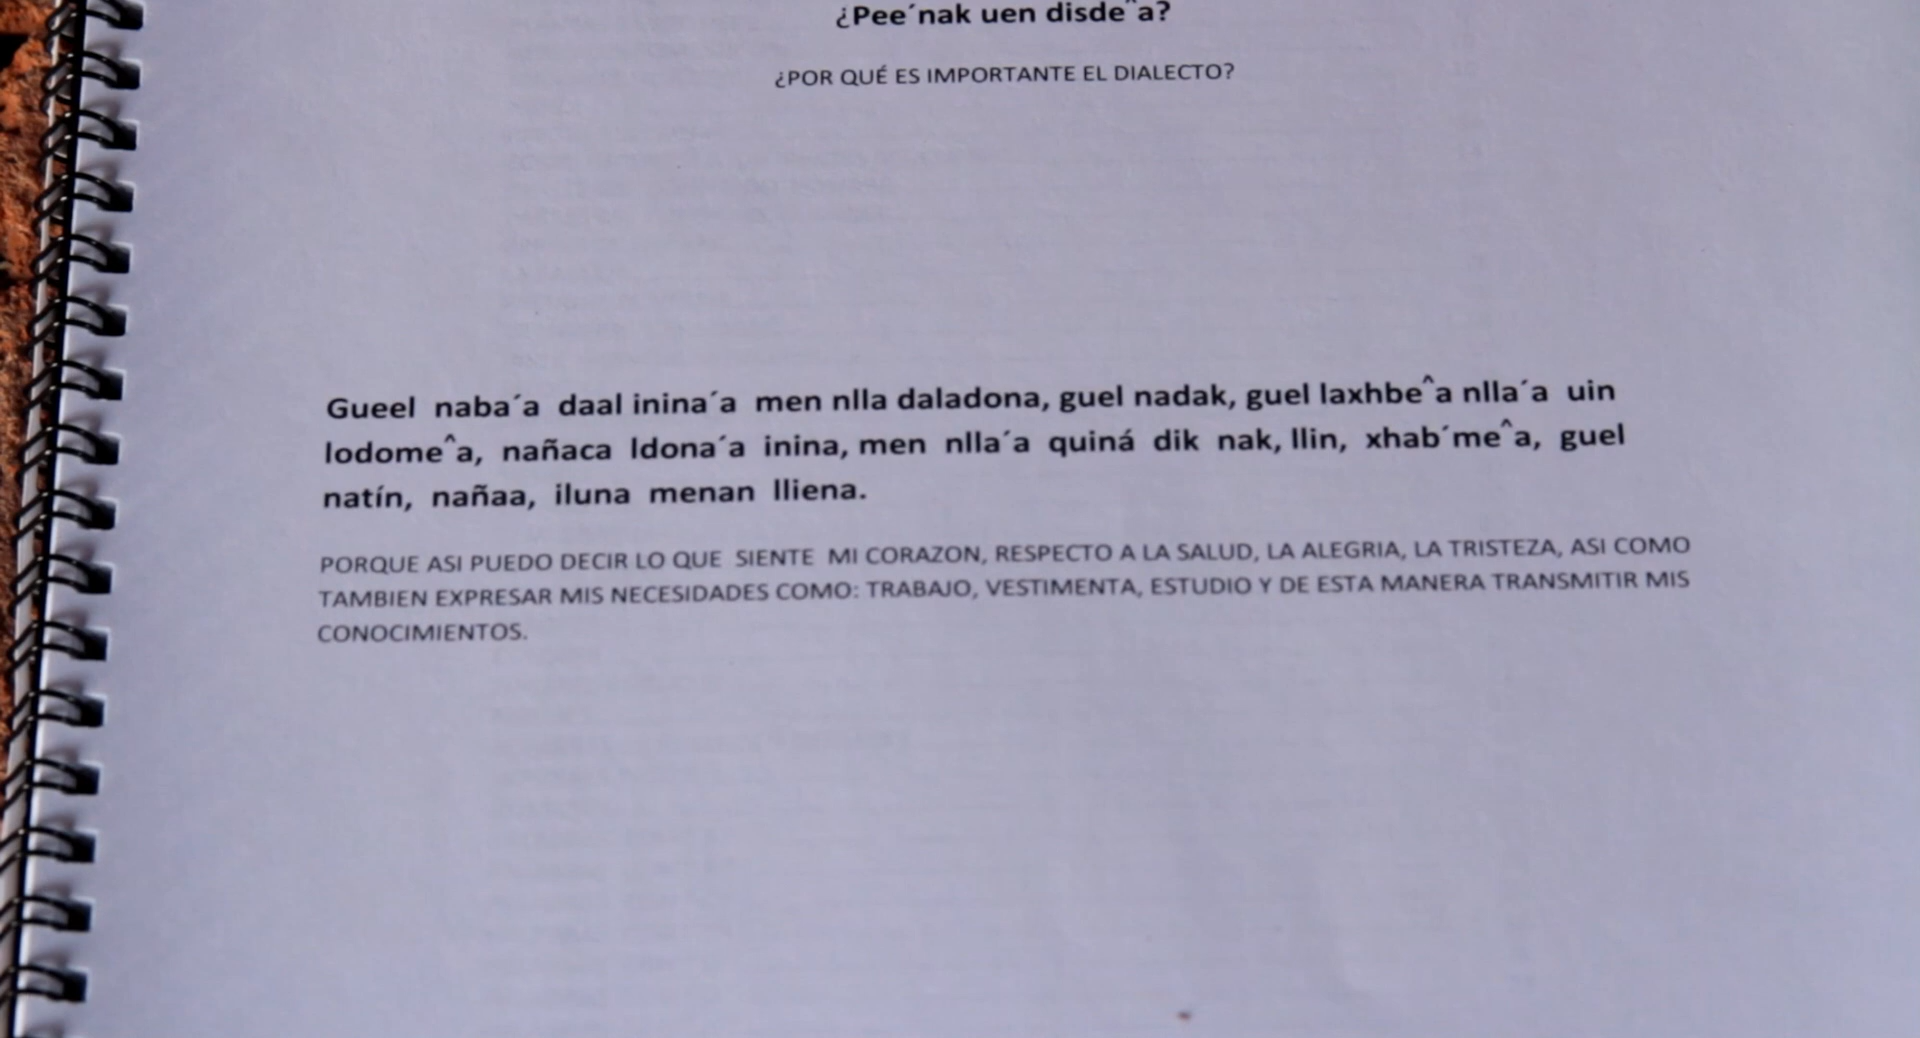 ¿Pee´nak uen disde^a?
¿POR QUÉ ES IMPORTANTE EL DIALECTO?
Gueel naba´a daal inina´a men nlla daladona, guel nadak, guel laxhbe^a nlla´a uin
lodome^a, nañaca ldona´a inina, men nlla´a quiná dik nak, llin, xhab´me^a, guel
natín, nañaa, iluna menan lliena.
PORQUE ASI PUEDO DECIR LO QUE SIENTE MI CORAZON, RESPECTO A LA SALUD, LA ALEGRIA, LA TRISTEZA, ASI COMO
TAMBIEN EXPRESAR MIS NECESIDADES COMO: TRABAJO, VESTIMENTA, ESTUDIO Y DE ESTA MANERA TRANSMITIR MIS
CONOCIMIENTOS.